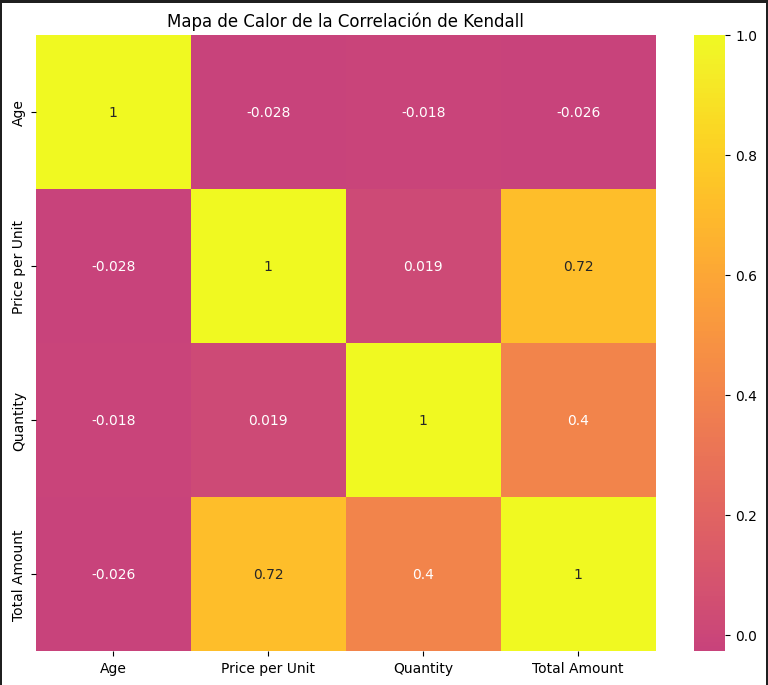 Mapa de Calor de la Correlación de Kendall
Age
1
-0.028
-0.018
-0.026
Price per Unit
-0.028
1
0.019
0.72
Quantity
-0.018
0.019
1
0.4
Total Amount
-0.026
0.72
0.4
1
Age
Price per Unit
Quantity
Total Amount
1.0
0.8
0.6
0.4
0.2
0.0